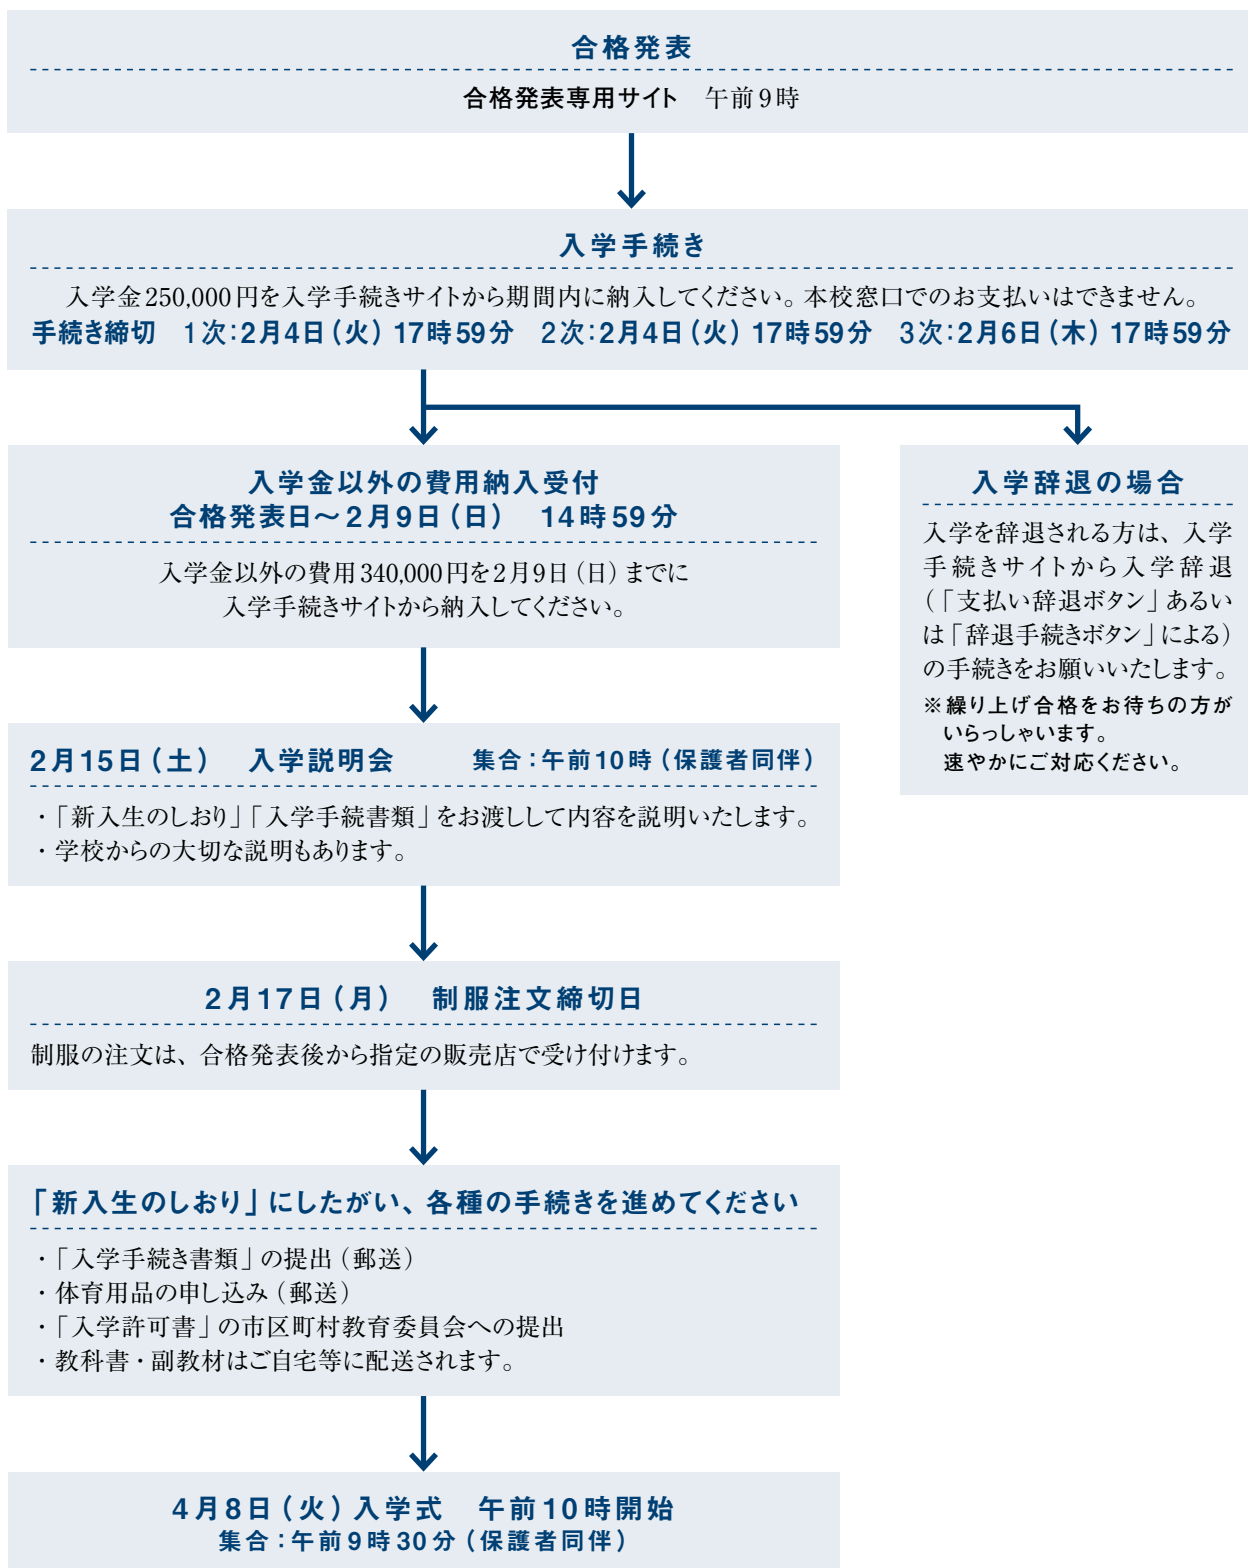 合格発表
合格発表専用サイト　午前9時
入学手続き
入学金250,000円を入学手続きサイトから期間内に納入してください。本校窓口でのお支払いはできません。
手続き締切　1次：2月4日（火）17時59分　2次：2月4日（火）17時59分　3次：2月6日（木）17時59分
入学金以外の費用納入受付
合格発表日～2月9日（日）　14時59分
入学金以外の費用340,000円を2月9日（日）までに
入学手続きサイトから納入してください。
入学辞退の場合
入学を辞退される方は、入学
手続きサイトから入学辞退
（「支払い辞退ボタン」あるい
は「辞退手続きボタン」による）
の手続きをお願いいたします。
※繰り上げ合格をお待ちの方が
いらっしゃいます。
速やかにご対応ください。
2月15日（土）　入学説明会　集合：午前10時（保護者同伴）
・「新入生のしおり」「入学手続書類」をお渡しして内容を説明いたします。
・学校からの大切な説明もあります。
2月17日（月）　制服注文締切日
制服の注文は、合格発表後から指定の販売店で受け付けます。
「新入生のしおり」にしたがい、各種の手続きを進めてください
・「入学手続き書類」の提出（郵送）
・体育用品の申し込み（郵送）
・「入学許可書」の市区町村教育委員会への提出
・教科書・副教材はご自宅等に配送されます。
4月8日（火）入学式　午前10時開始
集合：午前9時30分（保護者同伴）